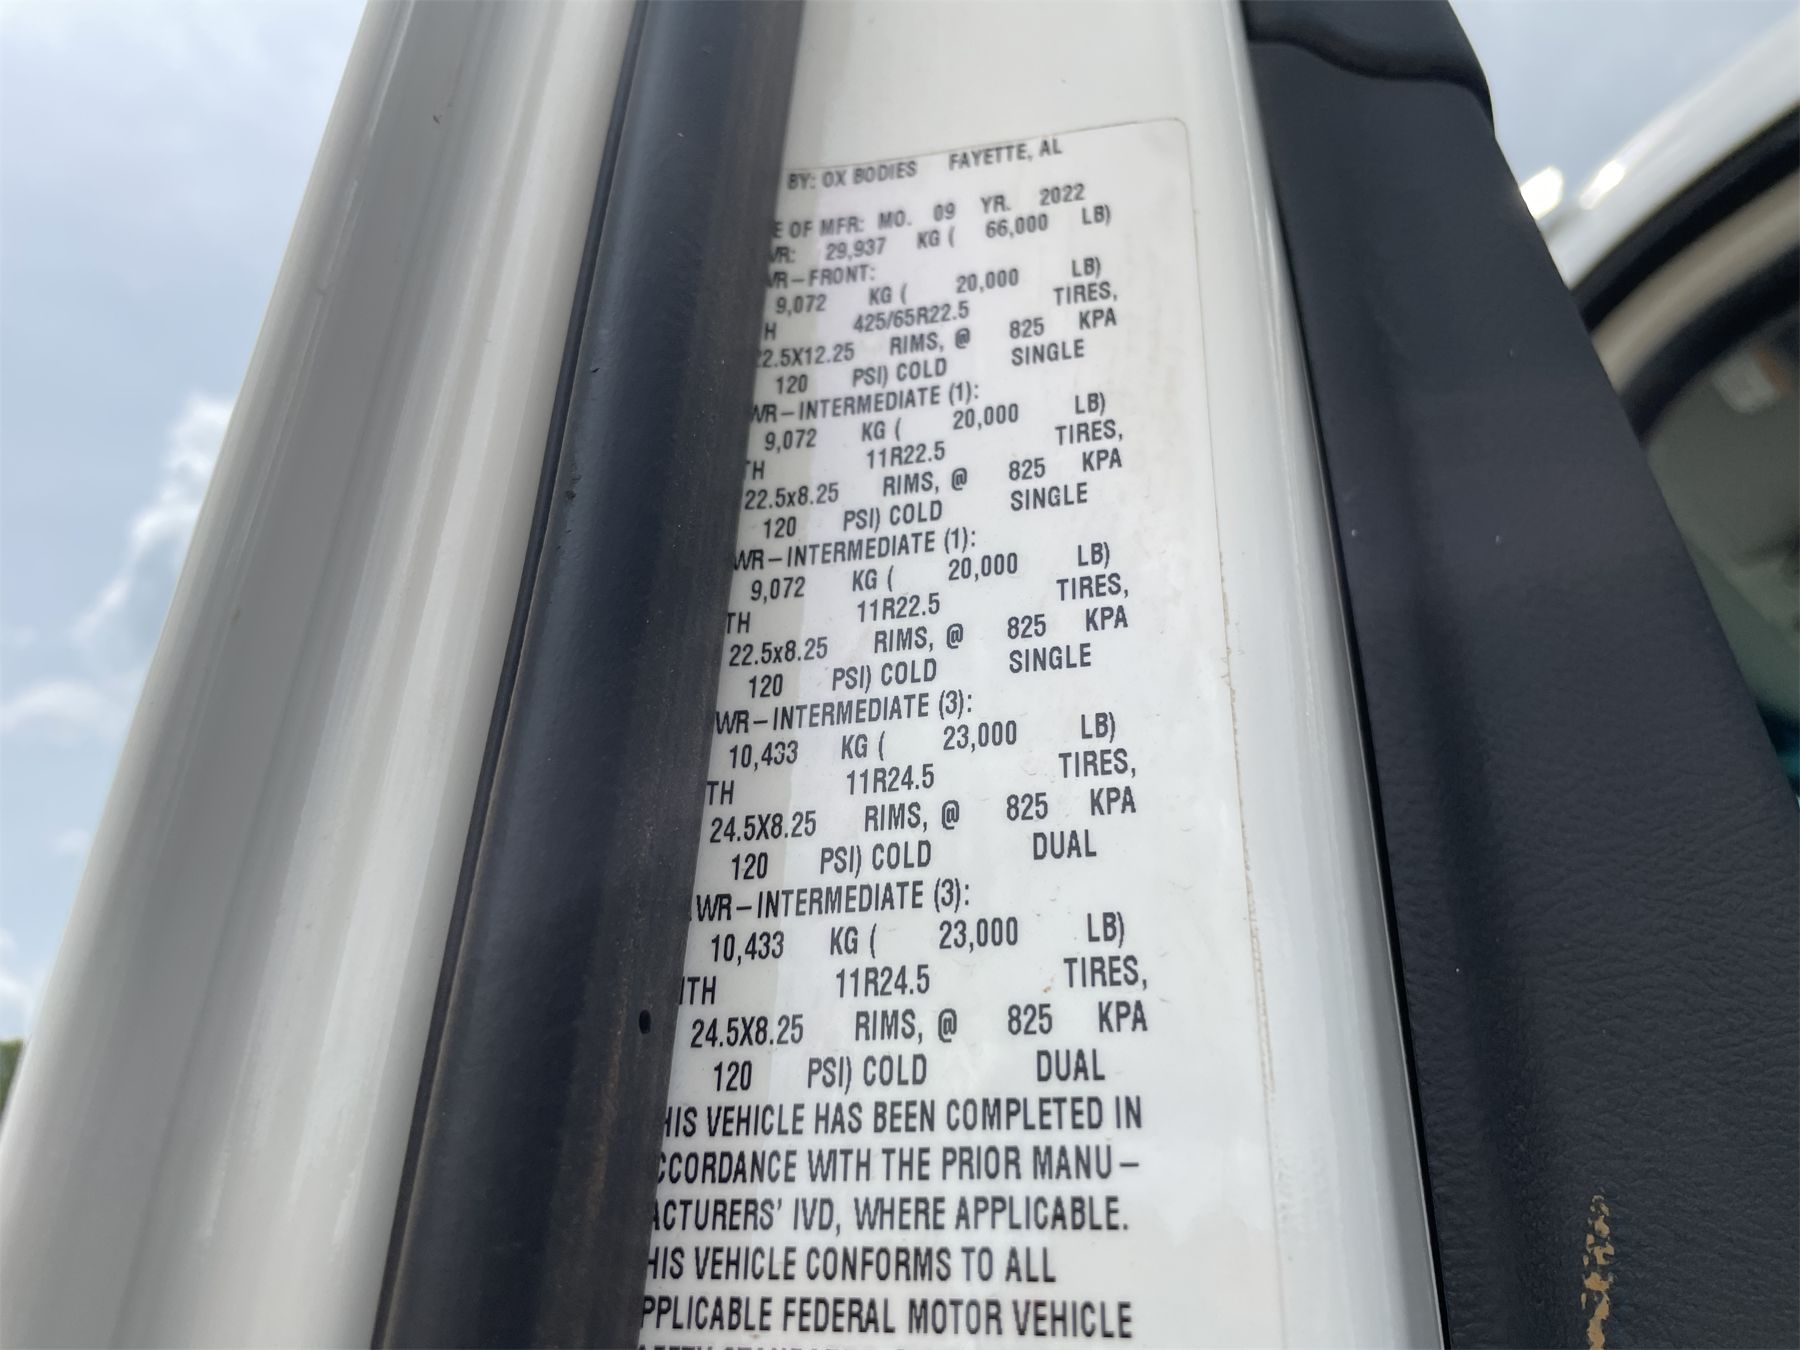 BY: OX BODIES FAYETTE, AL
E OF MFR: MO. 09 YR. 2022
VR: 29,937 KG ( 66,000 LB)
VR-FRONT:
9,072 KG ( 20,000 LB)
H 425/65R22.5 TIRES,
22.5X12.25 RIMS, @ 825 KPA
120 PSI) COLD SINGLE
WR-INTERMEDIATE (1):
9,072 KG ( 20,000 LB)
TH 11R22.5 TIRES,
22.5x8.25 RIMS, @ 825 KPA
120 PSI) COLD SINGLE
WR-INTERMEDIATE (1):
9,072 KG ( 20,000 LB)
TH 11R22.5 TIRES,
22.5x8.25 RIMS, @ 825 KPA
120 PSI) COLD SINGLE
WR-INTERMEDIATE (3):
10,433 KG ( 23,000 LB)
TH 11R24.5 TIRES,
24.5X8.25 RIMS, @ 825 KPA
120 PSI) COLD DUAL
WR-INTERMEDIATE (3):
10,433 KG ( 23,000 LB)
ITH 11R24.5 TIRES,
24.5X8.25 RIMS, @ 825 KPA
120 PSI) COLD DUAL
HIS VEHICLE HAS BEEN COMPLETED IN
CCORDANCE WITH THE PRIOR MANU-
ACTURERS' IVD, WHERE APPLICABLE.
HIS VEHICLE CONFORMS TO ALL
PPLICABLE FEDERAL MOTOR VEHICLE